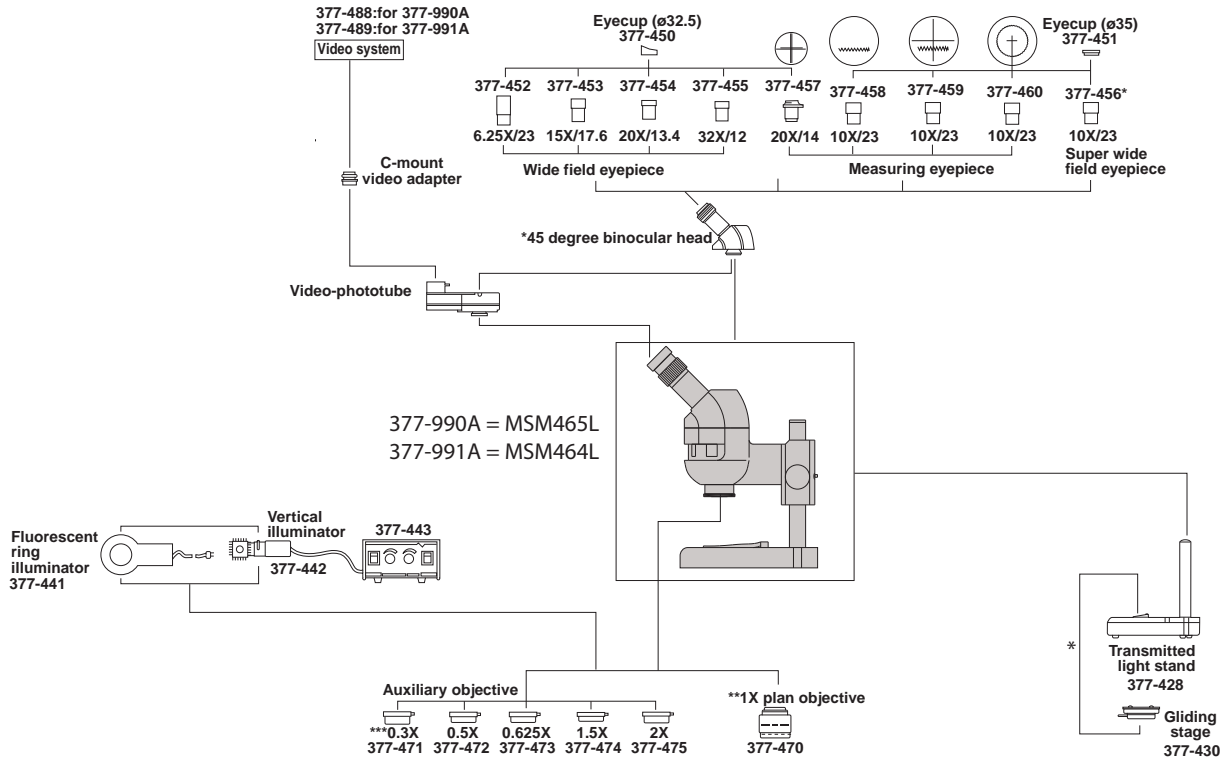 377-488:for 377-990A
377-489:for 377-991A
Video system
Eyecup (ø32.5)
377-450
Eyecup (ø35)
377-451
377-452
377-453
377-454
377-455
377-457
377-458
377-459
377-460
377-456*
6.25X/23
15X/17.6
20X/13.4
32X/12
20X/14
10X/23
10X/23
10X/23
10X/23
Wide field eyepiece
Measuring eyepiece
Super wide
field eyepiece
C-mount
video adapter
*45 degree binocular head
Video-phototube
377-990A = MSM465L
377-991A = MSM464L
Fluorescent
ring
illuminator
377-441
Vertical
illuminator
377-442
377-443
*
Transmitted
light stand
377-428
Gliding
stage
377-430
Auxiliary objective
***0.3X
377-471
0.5X
377-472
0.625X
377-473
1.5X
377-474
2X
377-475
**1X plan objective
377-470